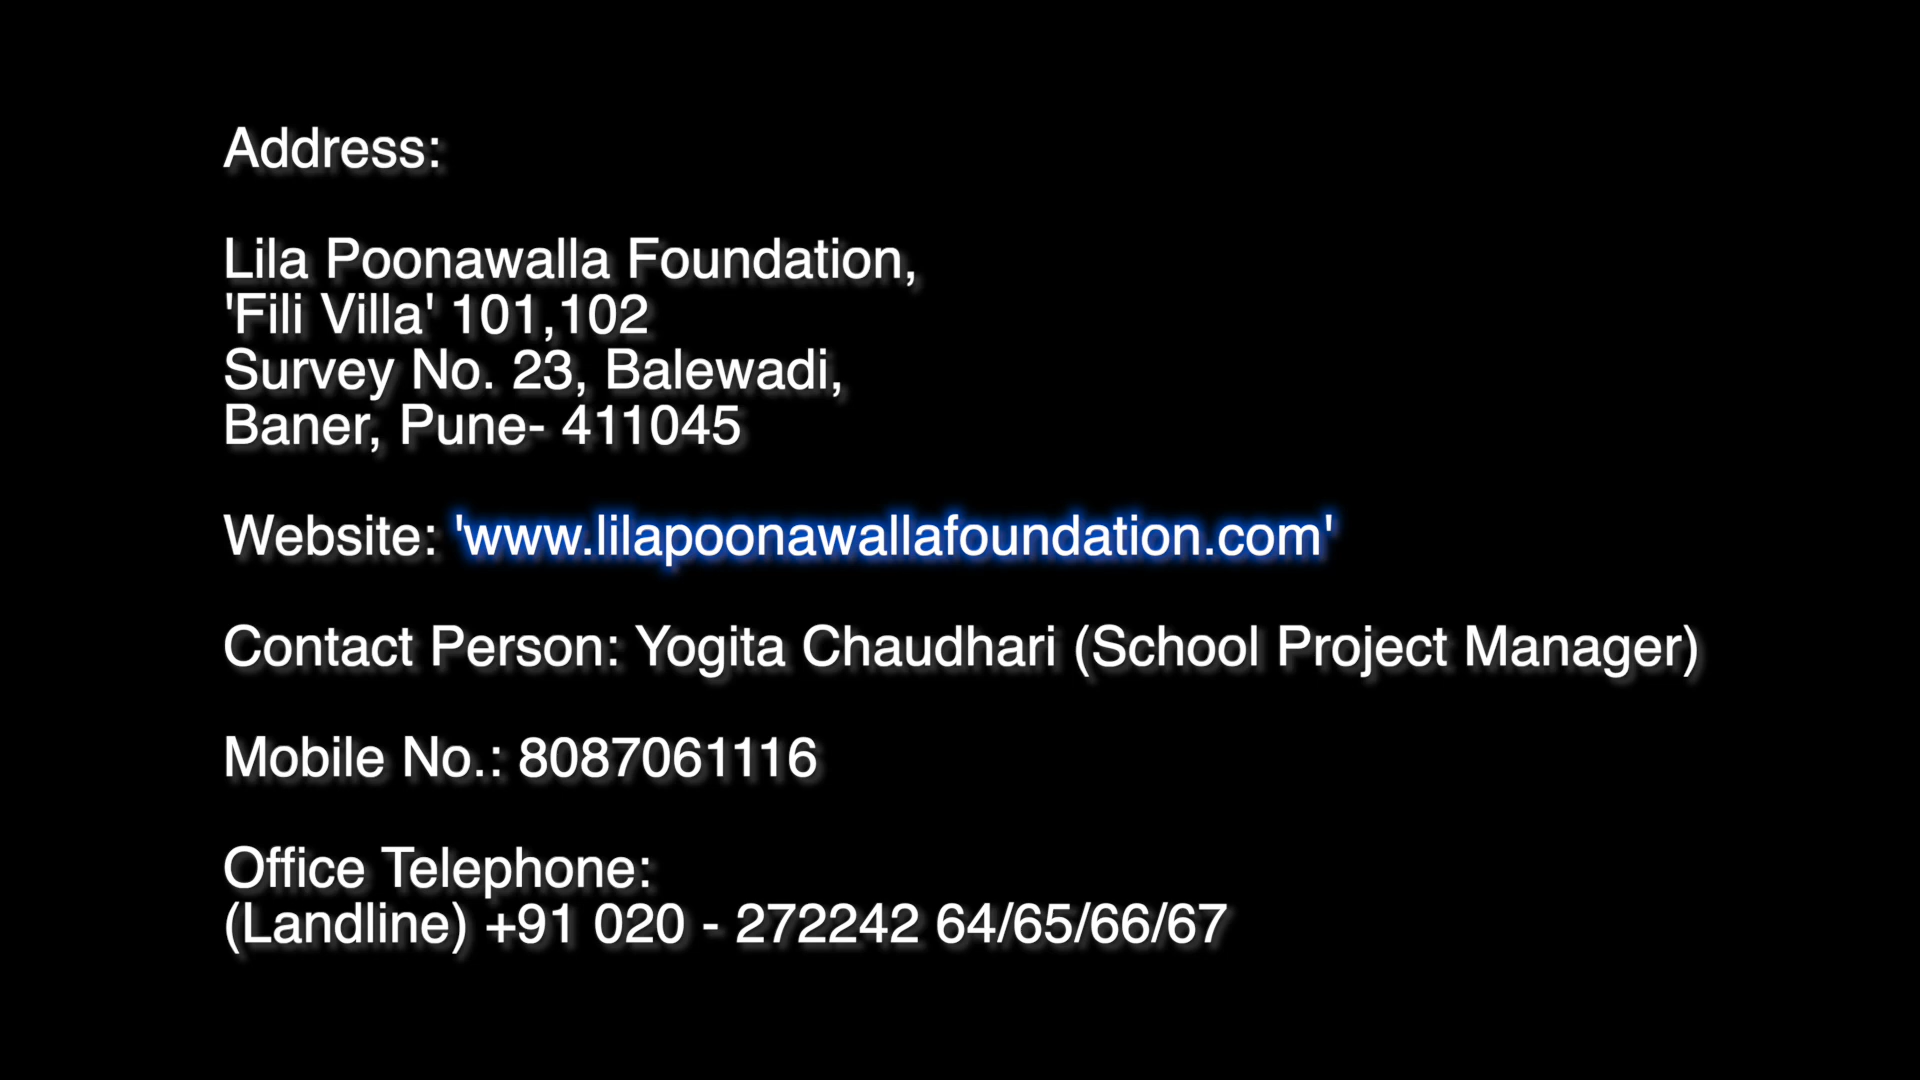 Address:
Lila Poonawalla Foundation,
'Fili Villa' 101,102
Survey No. 23, Balewadi,
Baner, Pune- 411045
Website: 'www.lilapoonawallafoundation.com'
Contact Person: Yogita Chaudhari (School Project Manager)
Mobile No.: 8087061116
Office Telephone:
(Landline) +91 020 - 272242 64/65/66/67